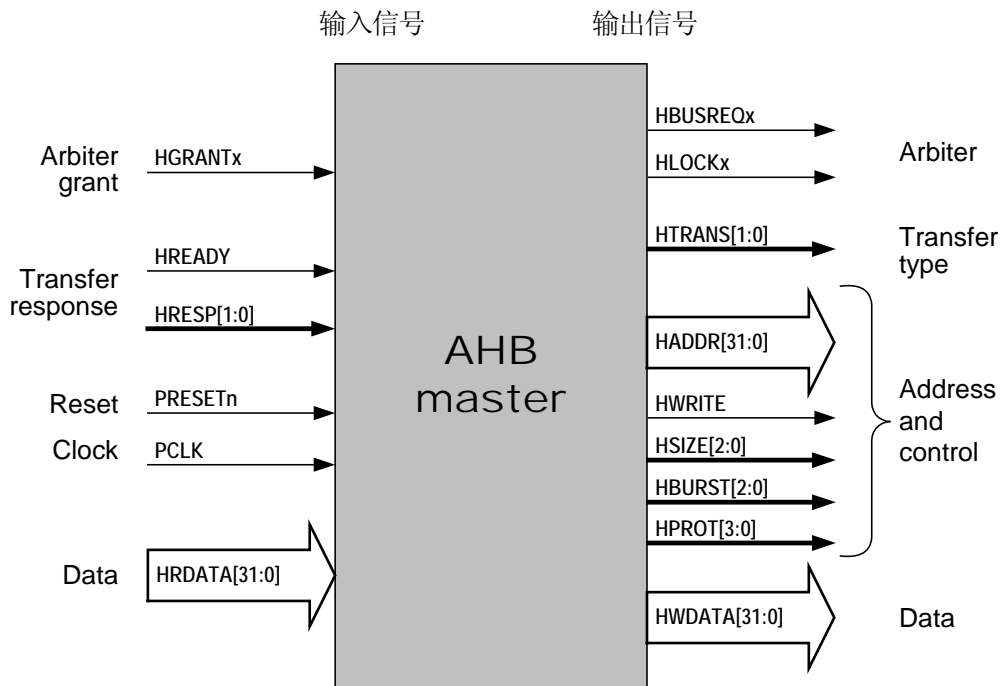 输入信号
输出信号
Arbiter
grant
HGRANTx
Transfer
response
HREADY
HRESP[1:0]
Reset
PRESETn
Clock
PCLK
Data
HRDATA[31:0]
AHB
master
HBUSREQx
HLOCKx
Arbiter
HTRANS[1:0]
Transfer
type
HADDR[31:0]
HWRITE
HSIZE[2:0]
HBURST[2:0]
HPROT[3:0]
Address
and
control
HWDATA[31:0]
Data